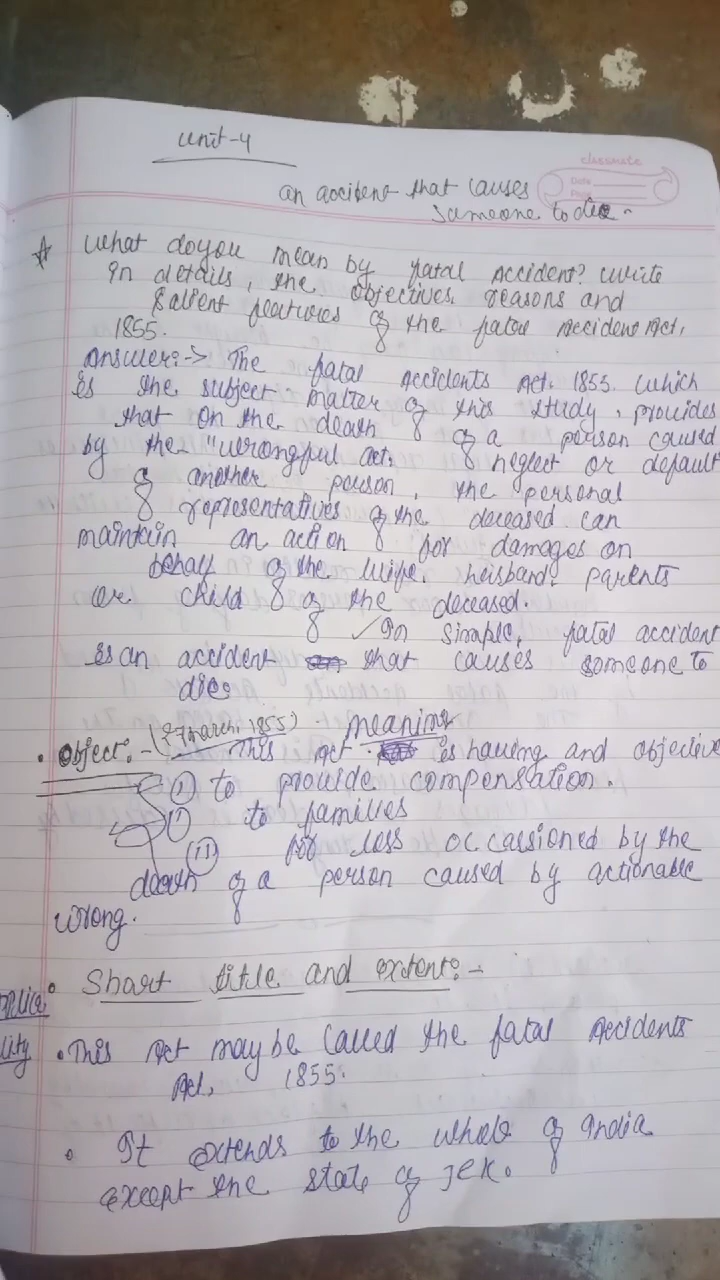 Unit-4
classmate
Date
Page
an accident that causes
someone to die.
What do you mean by fatal Accident? Write
in details, the objectives, reasons and
salient features of the fatal Accident Act,
1855.
Answer:-> The fatal Accidents Act. 1855 which
is the subject matter of this study, provides
that on the death of a person caused
by the "wrongful act, neglect or default
of another person, the personal
representatives of the deceased can
maintain an action for damages on
behalf of the wife, husband, parents
or child of the deceased.
✓ In simple, fatal accident
is an accident that causes someone to
die.
• Object:- (27 march, 1855) . meaning
This Act is having and objective
(i) to provide compensation.
(i) to families
(ii) for loss occassioned by the
death of a person caused by actionable
wrong.
• Short title and extent:-
lity • This Act may be called the fatal Accidents
Act, 1855.
• It extends to the whole of India
except the state of J&K.